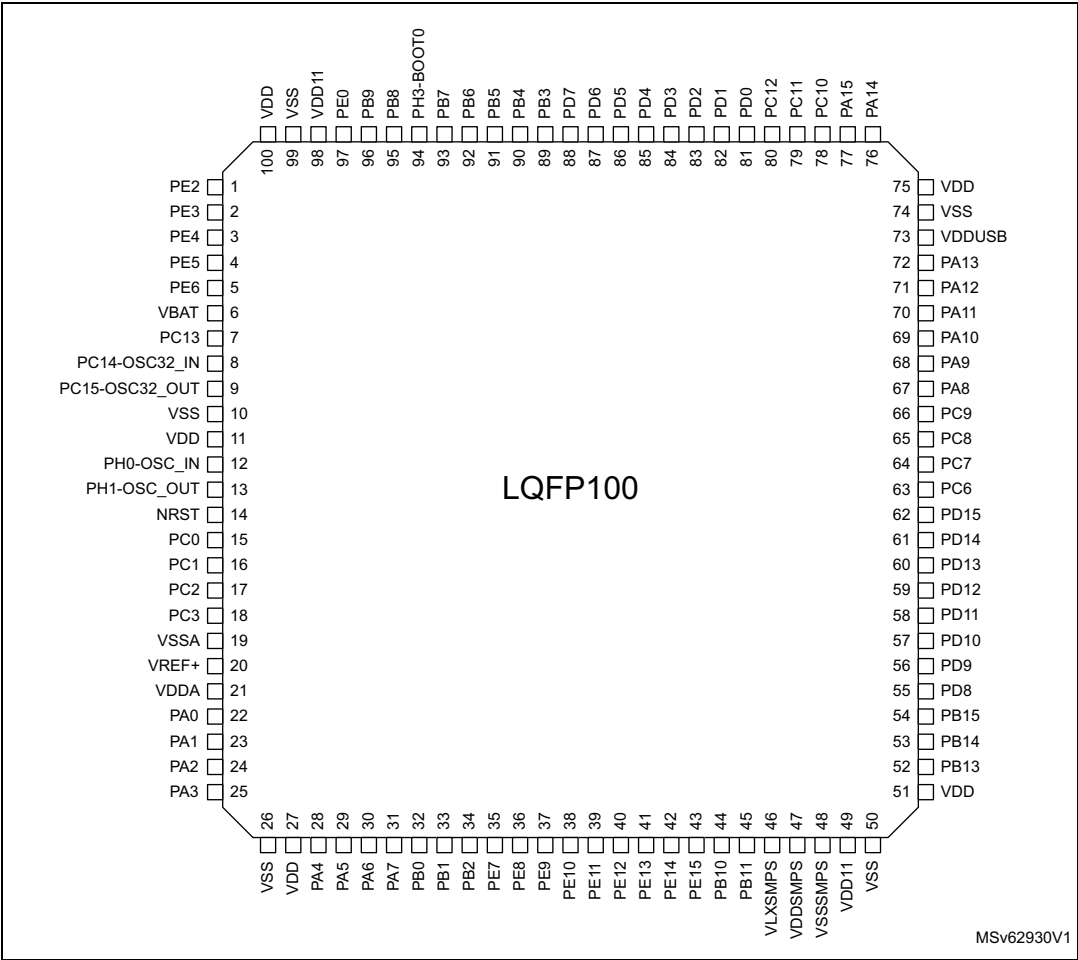 VDD
VSS
VDD11
PE0
PB9
PB8
PH3-BOOT0
PB7
PB6
PB5
PB4
PB3
PD7
PD6
PD5
PD4
PD3
PD2
PD1
PD0
PC12
PC11
PC10
PA15
PA14
100
99
98
97
96
95
94
93
92
91
90
89
88
87
86
85
84
83
82
81
80
79
78
77
76
PE2 1
PE3 2
PE4 3
PE5 4
PE6 5
VBAT 6
PC13 7
PC14-OSC32_IN 8
PC15-OSC32_OUT 9
VSS 10
VDD 11
PH0-OSC_IN 12
PH1-OSC_OUT 13
NRST 14
PC0 15
PC1 16
PC2 17
PC3 18
VSSA 19
VREF+ 20
VDDA 21
PA0 22
PA1 23
PA2 24
PA3 25
LQFP100
75 VDD
74 VSS
73 VDDUSB
72 PA13
71 PA12
70 PA11
69 PA10
68 PA9
67 PA8
66 PC9
65 PC8
64 PC7
63 PC6
62 PD15
61 PD14
60 PD13
59 PD12
58 PD11
57 PD10
56 PD9
55 PD8
54 PB15
53 PB14
52 PB13
51 VDD
26
27
28
29
30
31
32
33
34
35
36
37
38
39
40
41
42
43
44
45
46
47
48
49
50
VSS
VDD
PA4
PA5
PA6
PA7
PB0
PB1
PB2
PE7
PE8
PE9
PE10
PE11
PE12
PE13
PE14
PE15
PB10
PB11
VLXSMPS
VDDSMPS
VSSSMPS
VDD11
VSS
MSv62930V1